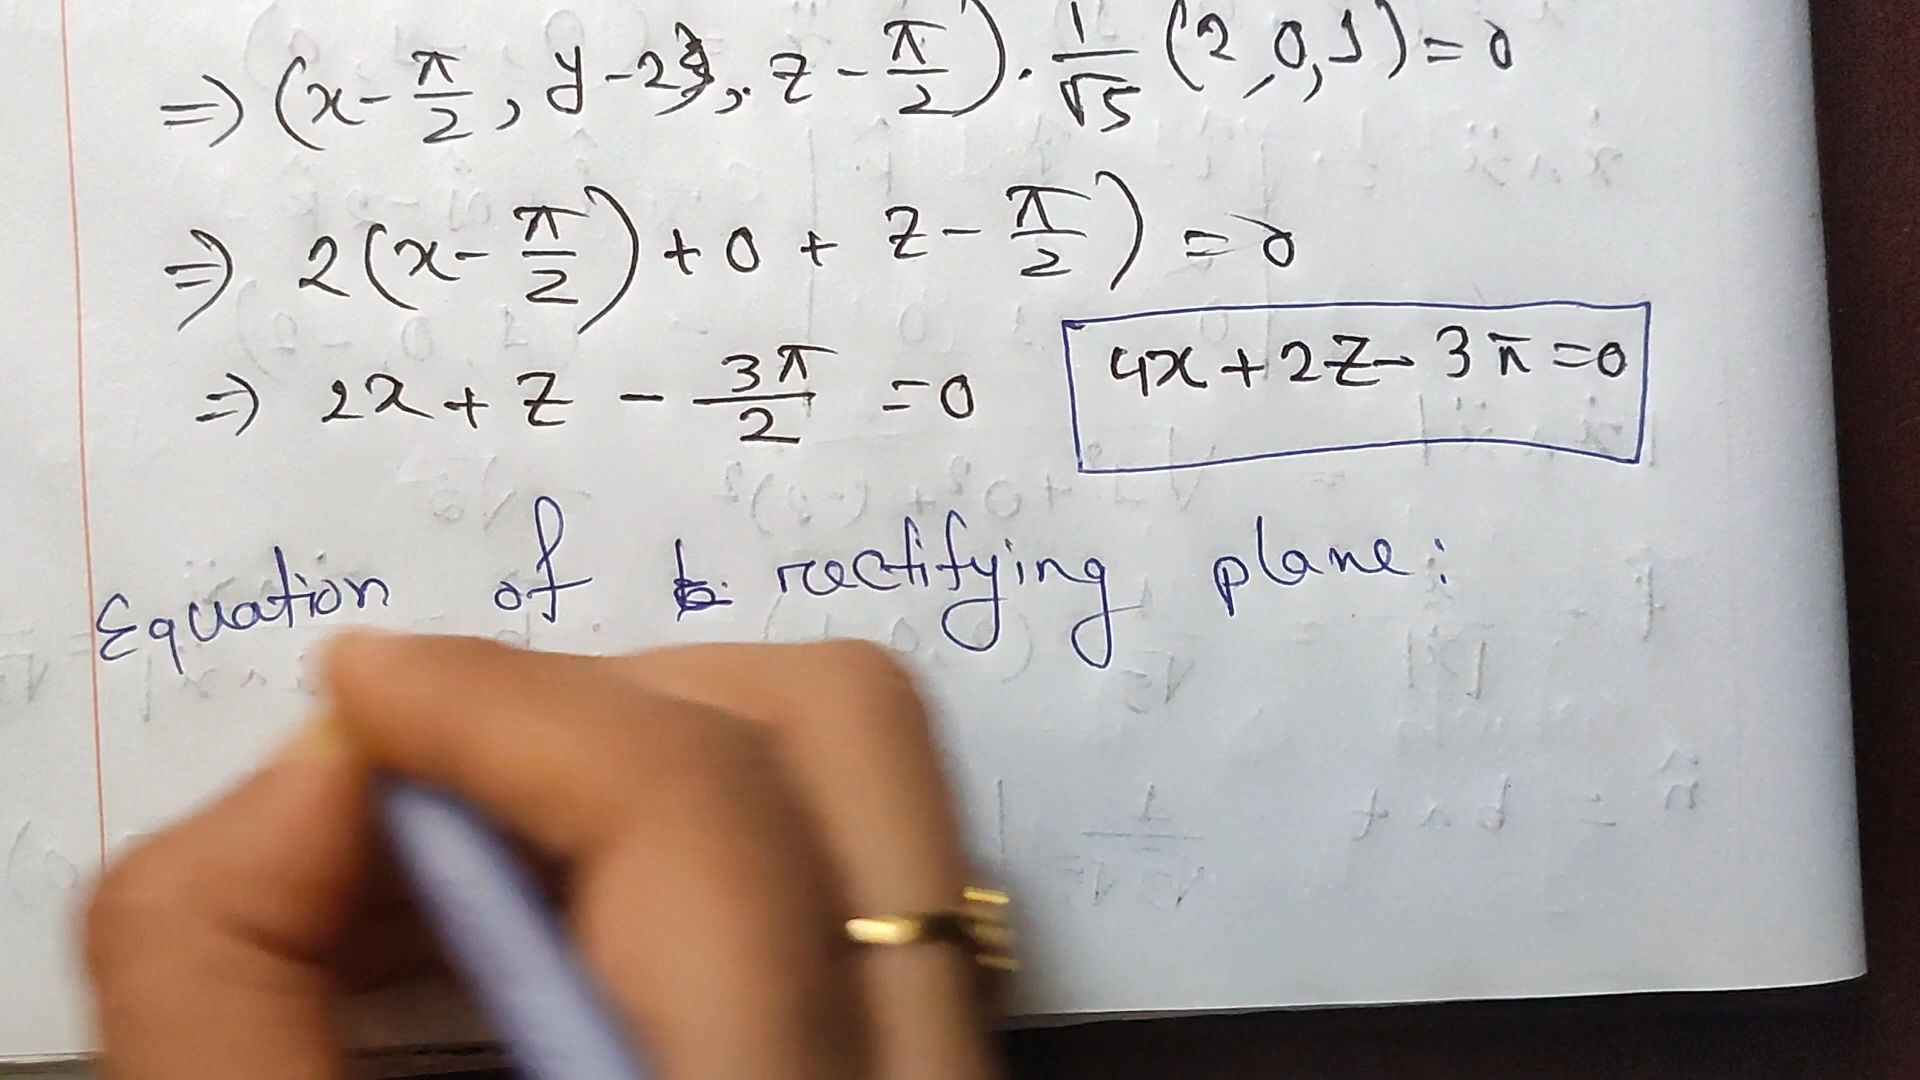 ⇒ (x - π/2, y - 2, z - π/2) · 1/√5 (2, 0, 1) = 0
⇒ 2(x - π/2) + 0 + z - π/2) = 0
⇒ 2x + z - 3π/2 = 0
4x + 2z - 3π = 0
Equation of rectifying plane: